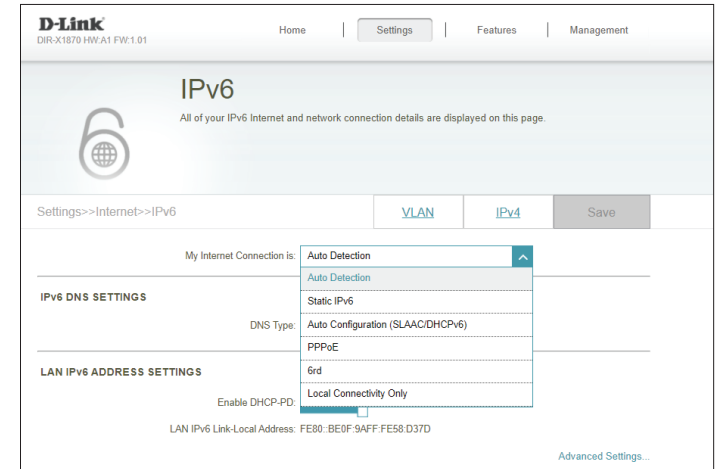 D-Link
DIR-X1870 HW:A1 FW:1.01
Home | Settings | Features | Management
IPv6
All of your IPv6 Internet and network connection details are displayed on this page.
Settings>>Internet>>IPv6
VLAN
IPv4
Save
My Internet Connection is: Auto Detection
Auto Detection
Static IPv6
Auto Configuration (SLAAC/DHCPv6)
PPPoE
6rd
Local Connectivity Only
IPv6 DNS SETTINGS
DNS Type:
LAN IPv6 ADDRESS SETTINGS
Enable DHCP-PD:
LAN IPv6 Link-Local Address: FE80::BE0F:9AFF:FE58:D37D
Advanced Settings...